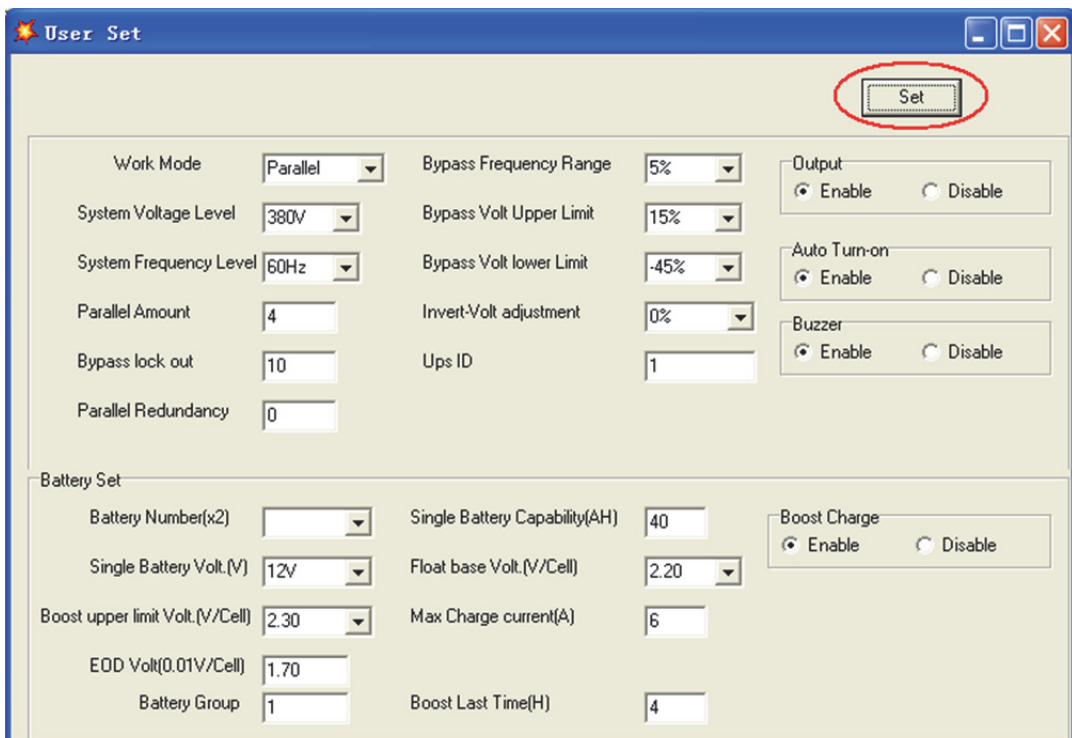 User Set
Set
Work Mode Parallel Bypass Frequency Range 5% Output
Enable Disable
System Voltage Level 380V Bypass Volt Upper Limit 15%
System Frequency Level 60Hz Bypass Volt lower Limit -45% Auto Turn-on
Enable Disable
Parallel Amount 4 Invert-Volt adjustment 0% Buzzer
Enable Disable
Bypass lock out 10 Ups ID 1
Parallel Redundancy 0
Battery Set
Battery Number(x2) Single Battery Capability(AH) 40 Boost Charge
Enable Disable
Single Battery Volt.(V) 12V Float base Volt.(V/Cell) 2.20
Boost upper limit Volt.(V/Cell) 2.30 Max Charge current(A) 6
EOD Volt(0.01V/Cell) 1.70
Battery Group 1 Boost Last Time(H) 4